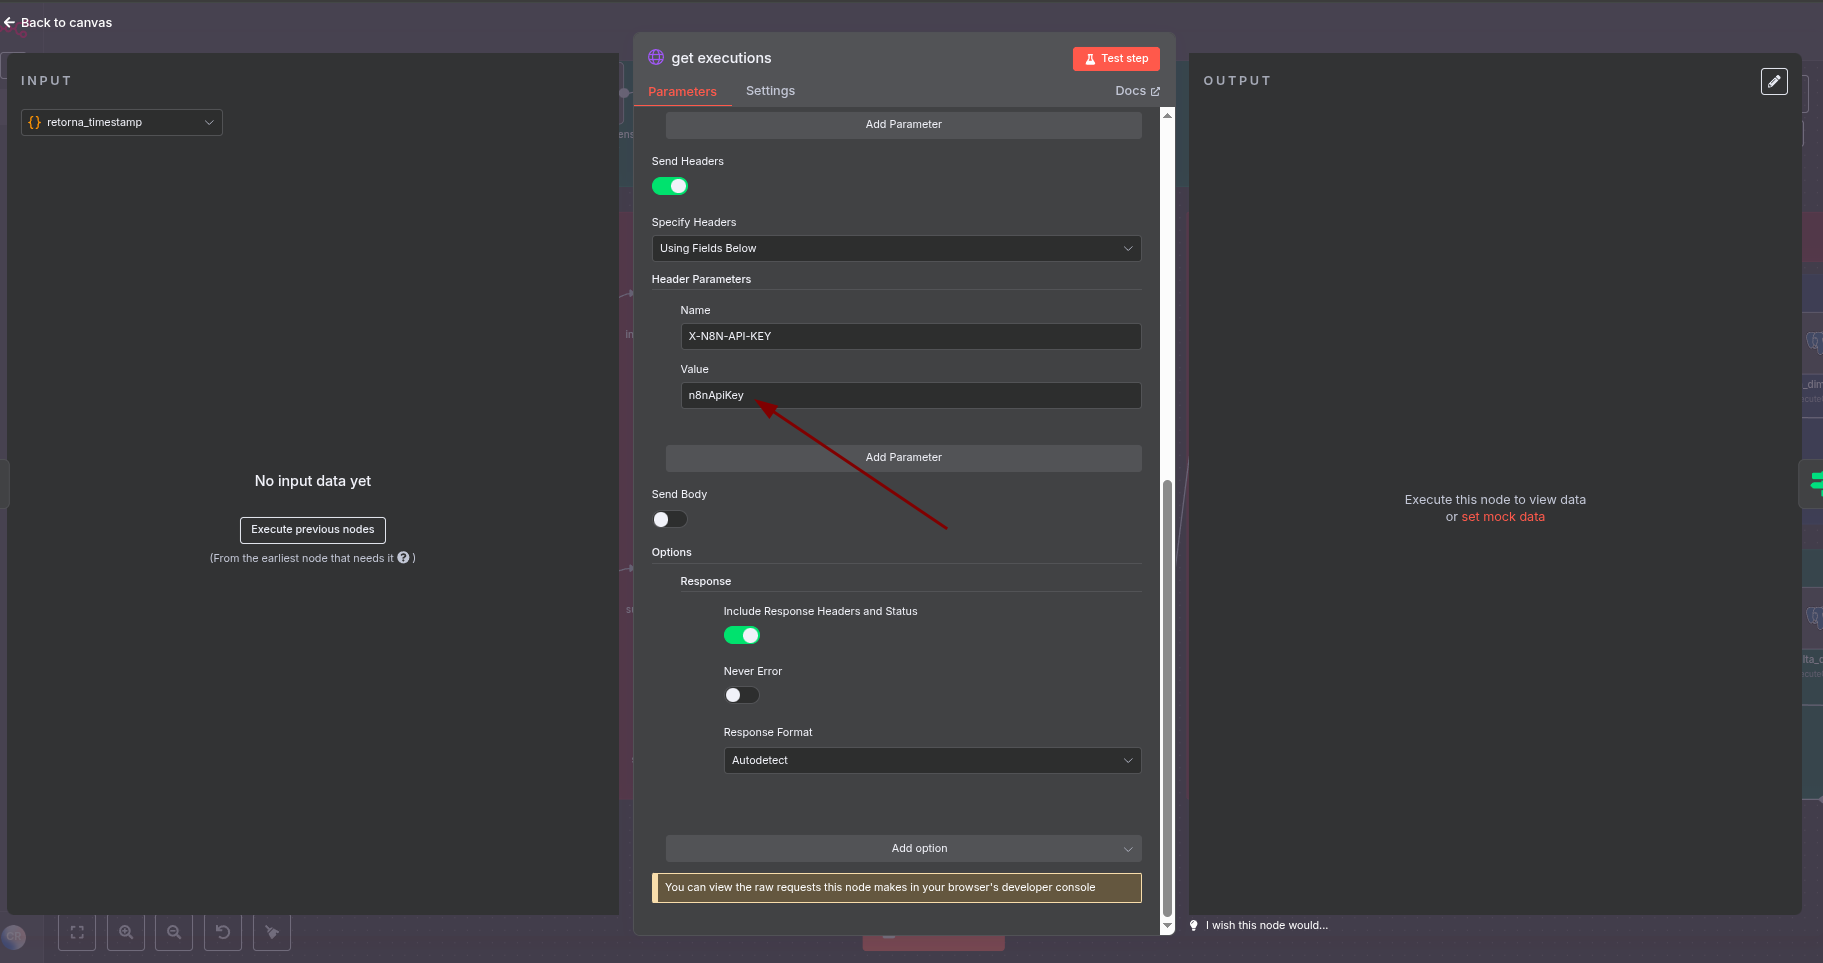 Back to canvas
INPUT
retorna_timestamp
No input data yet
Execute previous nodes
(From the earliest node that needs it ? )
get executions
Test step
Parameters
Settings
Docs
Add Parameter
Send Headers
Specify Headers
Using Fields Below
Header Parameters
Name
X-N8N-API-KEY
Value
n8nApiKey
Add Parameter
Send Body
Options
Response
Include Response Headers and Status
Never Error
Response Format
Autodetect
Add option
You can view the raw requests this node makes in your browser's developer console
OUTPUT
Execute this node to view data
or set mock data
I wish this node would...
CR